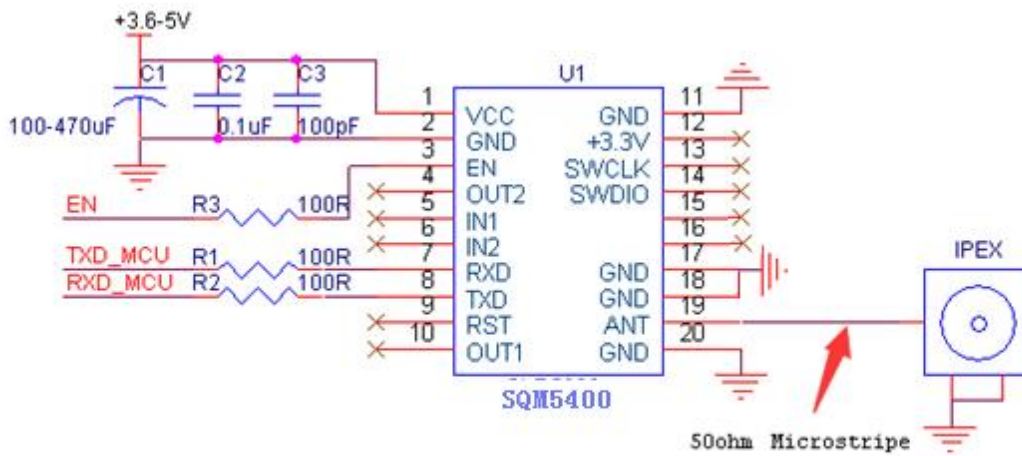 +3.6-5V
C1 C2 C3
100-470uF 0.1uF 100pF
EN R3 100R
TXD_MCU R1 100R
RXD_MCU R2 100R
U1
1 VCC GND 11
2 GND +3.3V 12
3 EN SWCLK 13
4 OUT2 SWDIO 14
5 IN1 15
6 IN2 16
7 RXD GND 17
8 TXD GND 18
9 RST ANT 19
10 OUT1 GND 20
SQM5400
IPEX
50ohm Microstripe